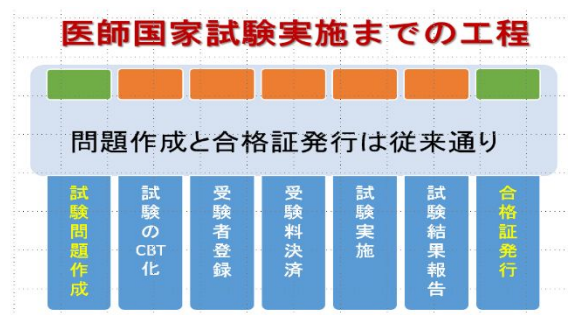 医師国家試験実施までの工程
問題作成と合格証発行は従来通り
試験問題作成
試験のCBT化
受験者登録
受験料決済
試験実施
試験結果報告
合格証発行